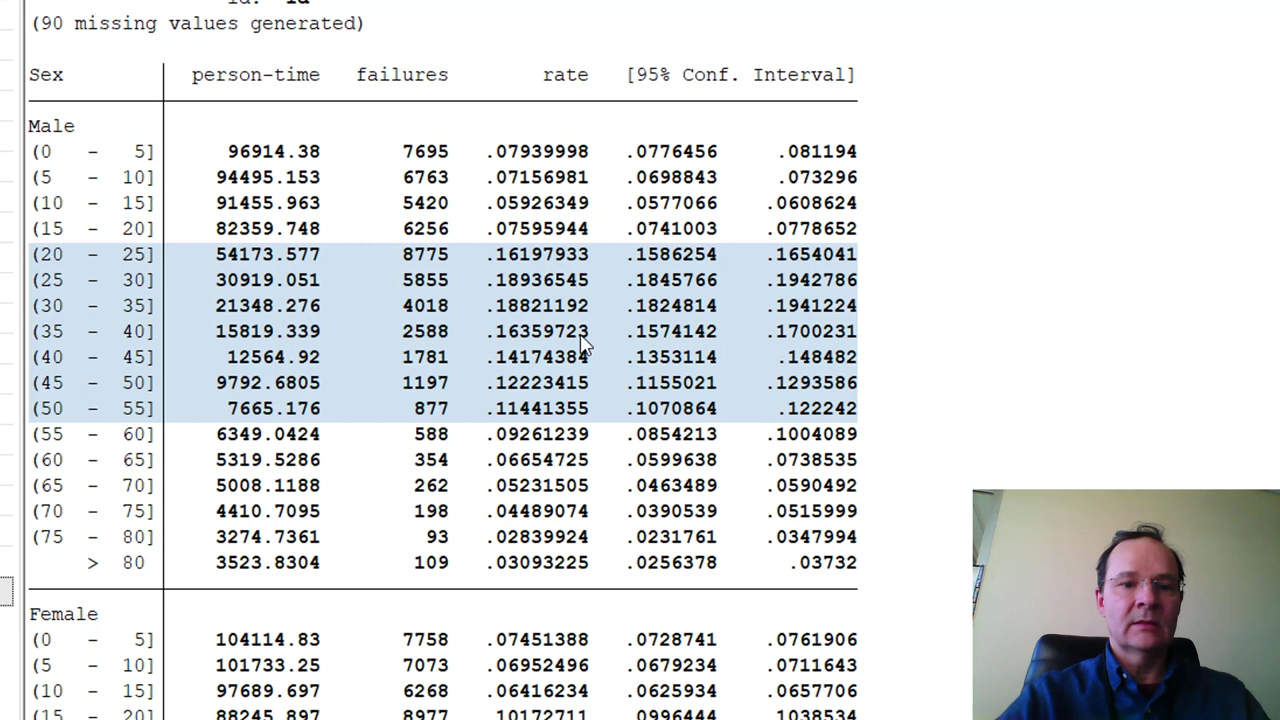 (90 missing values generated)
Sex person-time failures rate [95% Conf. Interval]
Male
(0 - 5] 96914.38 7695 .07939998 .0776456 .081194
(5 - 10] 94495.153 6763 .07156981 .0698843 .073296
(10 - 15] 91455.963 5420 .05926349 .0577066 .0608624
(15 - 20] 82359.748 6256 .07595944 .0741003 .0778652
(20 - 25] 54173.577 8775 .16197933 .1586254 .1654041
(25 - 30] 30919.051 5855 .18936545 .1845766 .1942786
(30 - 35] 21348.276 4018 .18821192 .1824814 .1941224
(35 - 40] 15819.339 2588 .16359723 .1574142 .1700231
(40 - 45] 12564.92 1781 .14174384 .1353114 .148482
(45 - 50] 9792.6805 1197 .12223415 .1155021 .1293586
(50 - 55] 7665.176 877 .11441355 .1070864 .122242
(55 - 60] 6349.0424 588 .09261239 .0854213 .1004089
(60 - 65] 5319.5286 354 .06654725 .0599638 .0738535
(65 - 70] 5008.1188 262 .05231505 .0463489 .0590492
(70 - 75] 4410.7095 198 .04489074 .0390539 .0515999
(75 - 80] 3274.7361 93 .02839924 .0231761 .0347994
> 80 3523.8304 109 .03093225 .0256378 .03732
Female
(0 - 5] 104114.83 7758 .07451388 .0728741 .0761906
(5 - 10] 101733.25 7073 .06952496 .0679234 .0711643
(10 - 15] 97689.697 6268 .06416234 .0625934 .0657706
(15 - 20] 88245.897 8977 .10172711 .0996444 .1038534